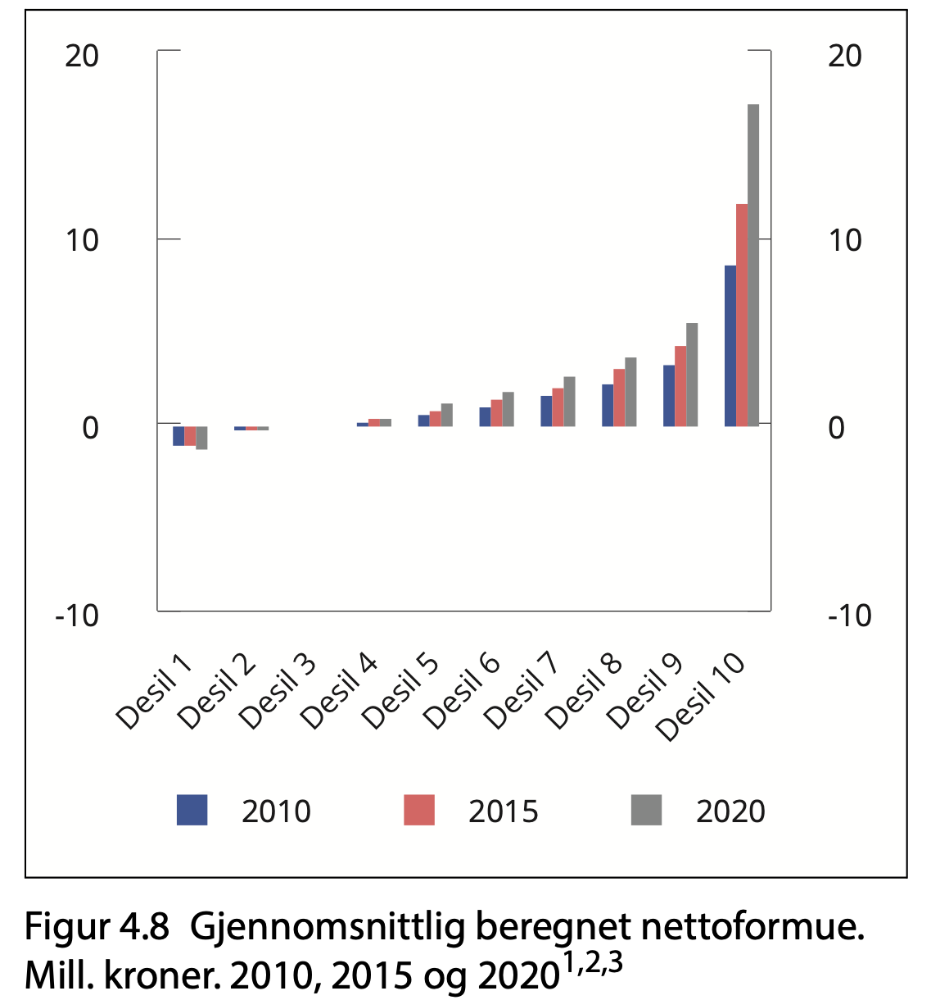 20 20
10 10
0 0
-10 -10
Desil 1 Desil 2 Desil 3 Desil 4 Desil 5 Desil 6 Desil 7 Desil 8 Desil 9 Desil 10
2010 2015 2020
Figur 4.8 Gjennomsnittlig beregnet nettoformue.
Mill. kroner. 2010, 2015 og 2020¹,²,³